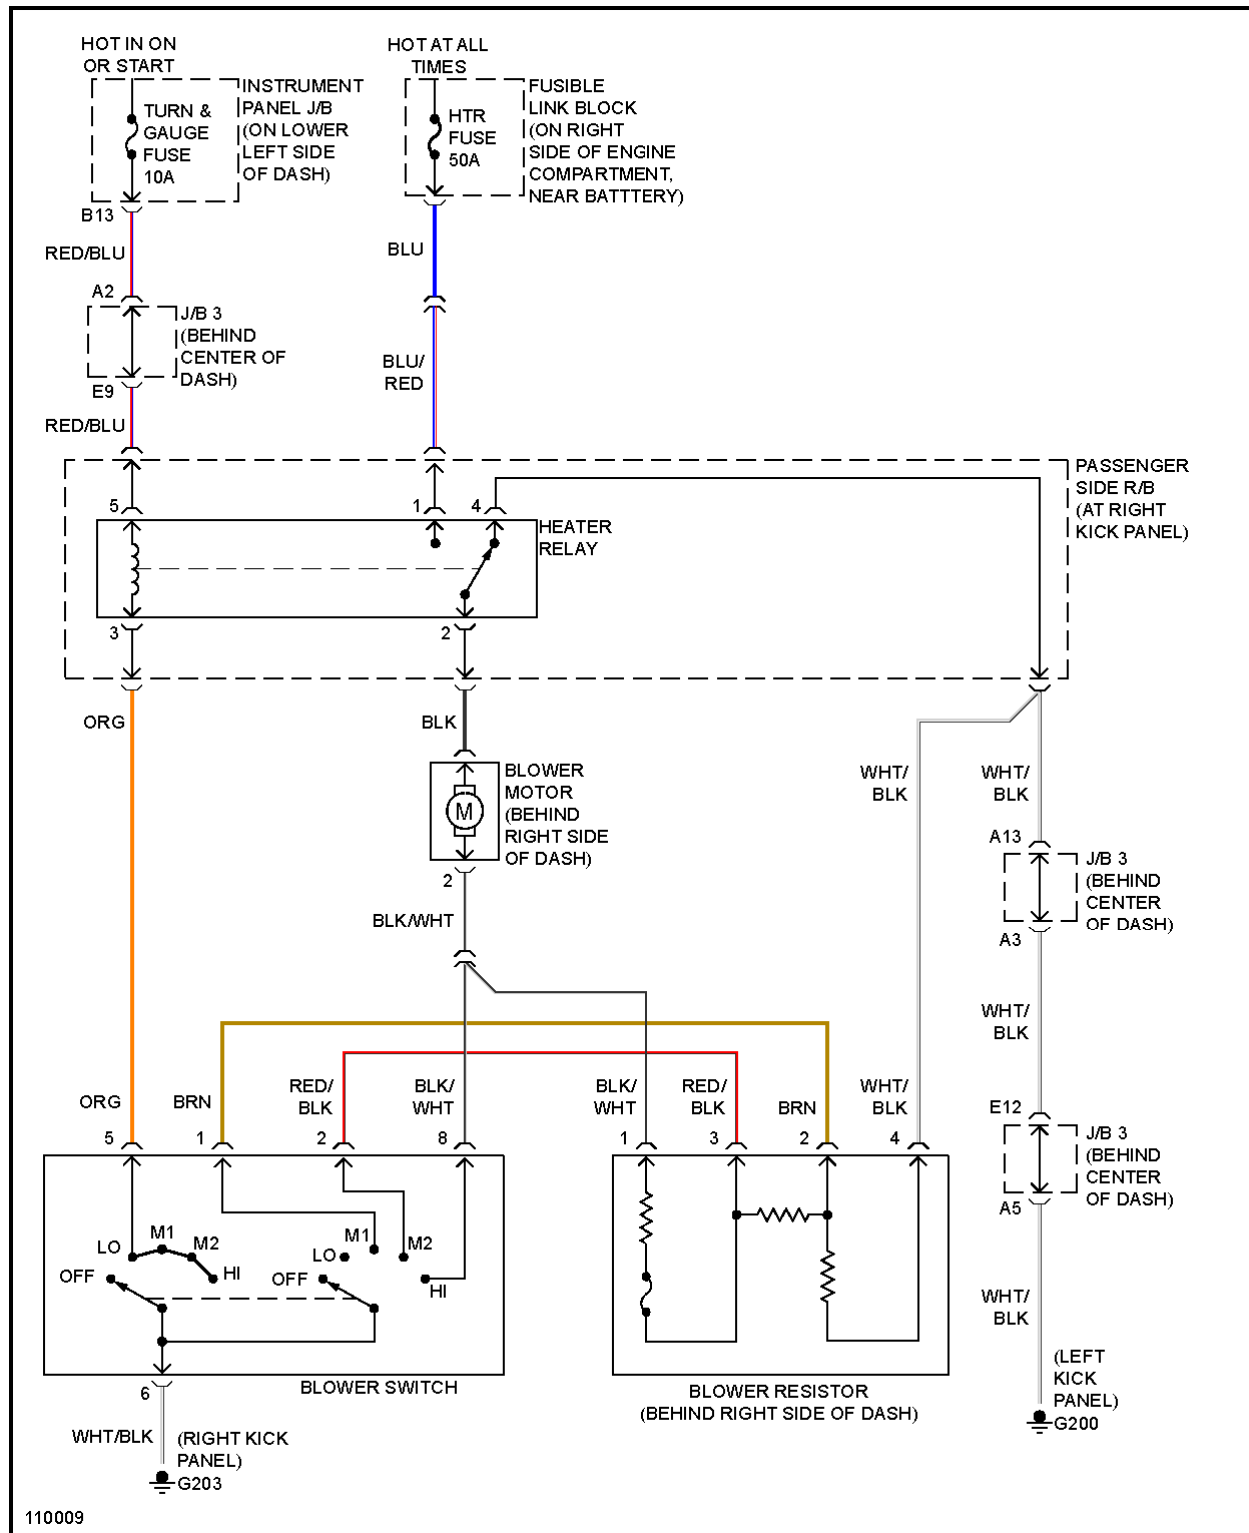 HOT IN ON
OR START
HOT AT ALL
TIMES
TURN &
GAUGE
FUSE
10A
INSTRUMENT
PANEL J/B
(ON LOWER
LEFT SIDE
OF DASH)
HTR
FUSE
50A
FUSIBLE
LINK BLOCK
(ON RIGHT
SIDE OF ENGINE
COMPARTMENT,
NEAR BATTTERY)
B13
RED/BLU
BLU
A2
J/B 3
(BEHIND
CENTER OF
DASH)
E9
RED/BLU
BLU/
RED
PASSENGER
SIDE R/B
(AT RIGHT
KICK PANEL)
5
1
4
HEATER
RELAY
3
2
ORG
BLK
BLOWER
MOTOR
(BEHIND
RIGHT SIDE
OF DASH)
M
2
BLK/WHT
WHT/
BLK
WHT/
BLK
A13
J/B 3
(BEHIND
CENTER
OF DASH)
A3
WHT/
BLK
ORG
BRN
RED/
BLK
BLK/
WHT
BLK/
WHT
RED/
BLK
BRN
WHT/
BLK
5
1
2
8
1
3
2
4
E12
J/B 3
(BEHIND
CENTER
OF DASH)
A5
LO
M1
M2
HI
OFF
LO
M1
M2
HI
OFF
WHT/
BLK
BLOWER SWITCH
6
BLOWER RESISTOR
(BEHIND RIGHT SIDE OF DASH)
(LEFT
KICK
PANEL)
G200
WHT/BLK
(RIGHT KICK
PANEL)
G203
110009